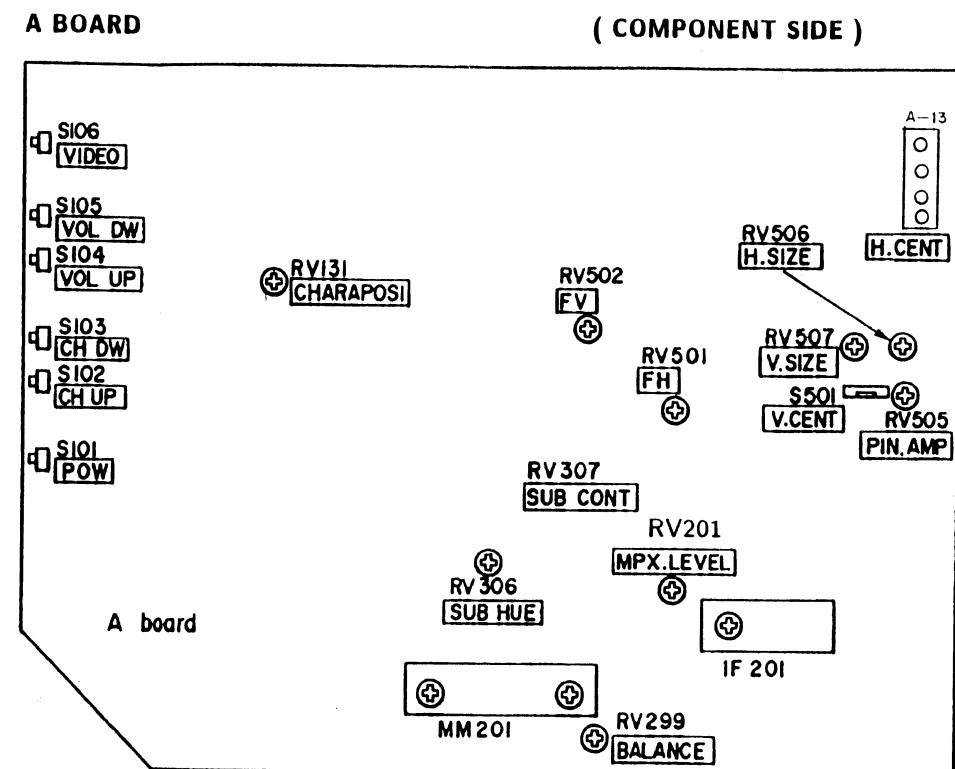 A BOARD
( COMPONENT SIDE )
A-13
S106
VIDEO
S105
VOL DW
S104
VOL UP
S103
CH DW
S102
CH UP
S101
POW
RV131
CHARAPOSI
RV502
FV
RV501
FH
RV506
H.SIZE
H.CENT
RV507
V.SIZE
S501
V.CENT
RV505
PIN.AMP
RV307
SUB CONT
RV201
MPX.LEVEL
RV306
SUB HUE
A board
IF 201
MM201
RV299
BALANCE